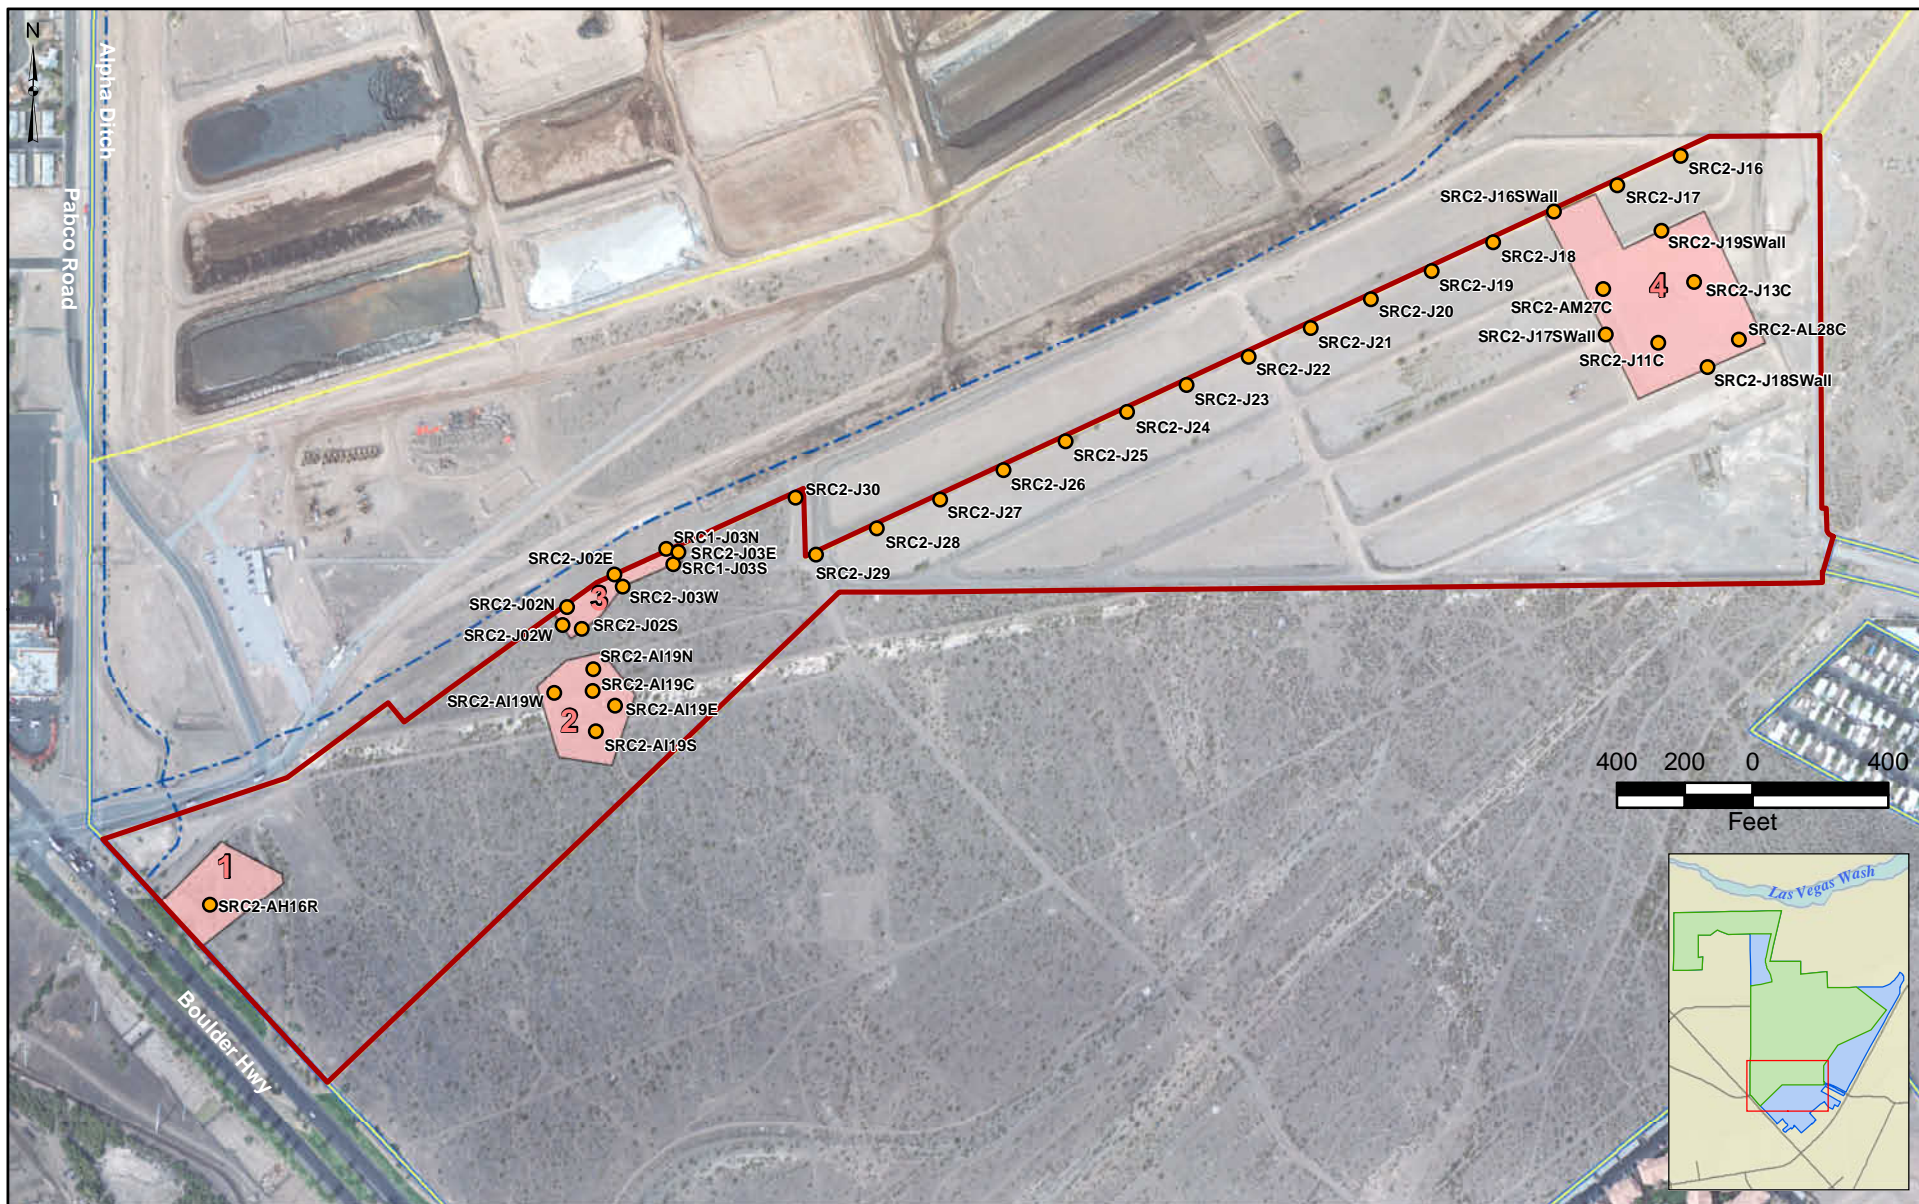 N
Alpha Ditch
Pabco Road
SRC2-J16
SRC2-J17
SRC2-J16SWall
SRC2-J19SWall
SRC2-J18
SRC2-J19
4
SRC2-J13C
SRC2-AM27C
SRC2-J20
SRC2-J21
SRC2-J17SWall
SRC2-AL28C
SRC2-J11C
SRC2-J22
SRC2-J18SWall
SRC2-J23
SRC2-J24
SRC2-J25
SRC2-J26
SRC2-J30
SRC2-J27
SRC2-J28
SRC1-J03N
SRC2-J03E
SRC2-J02E
SRC1-J03S
SRC2-J29
3
SRC2-J03W
SRC2-J02N
SRC2-J02W
SRC2-J02S
SRC2-AI19N
SRC2-AI19C
SRC2-AI19W
SRC2-AI19E
2
SRC2-AI19S
400 200 0 400
Feet
1
SRC2-AH16R
Boulder Hwy
Las Vegas Wash